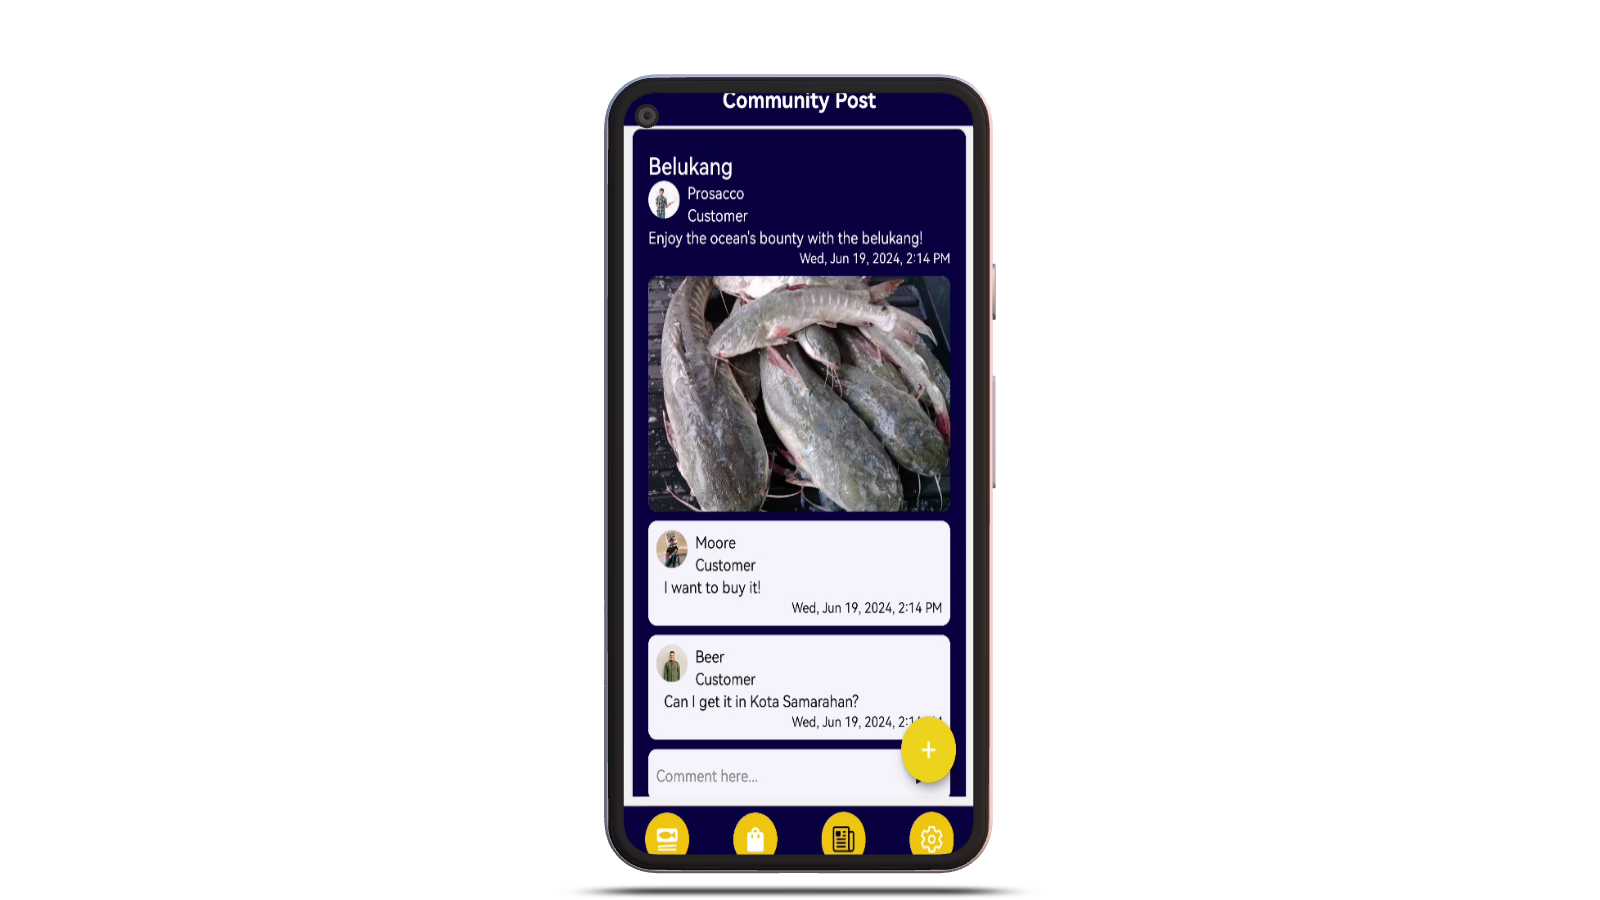 Community Post
Belukang
Prosacco
Customer
Enjoy the ocean's bounty with the belukang!
Wed, Jun 19, 2024, 2:14 PM
Moore
Customer
I want to buy it!
Wed, Jun 19, 2024, 2:14 PM
Beer
Customer
Can I get it in Kota Samarahan?
Wed, Jun 19, 2024, 2:1
+
Comment here...